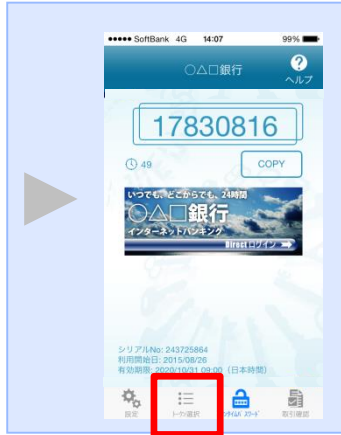 SoftBank 4G 14:07 99%
○△□銀行
?
ヘルプ
17830816
49
COPY
いつでも、どこからでも、24時間
○△□銀行
インターネットバンキング
Directログイン
シリアルNo: 243725864
利用開始日: 2015/08/26
有効期限: 2020/10/31 09:00（日本時間）
設定
トークン選択
ワンタイムパスワード
取引確認